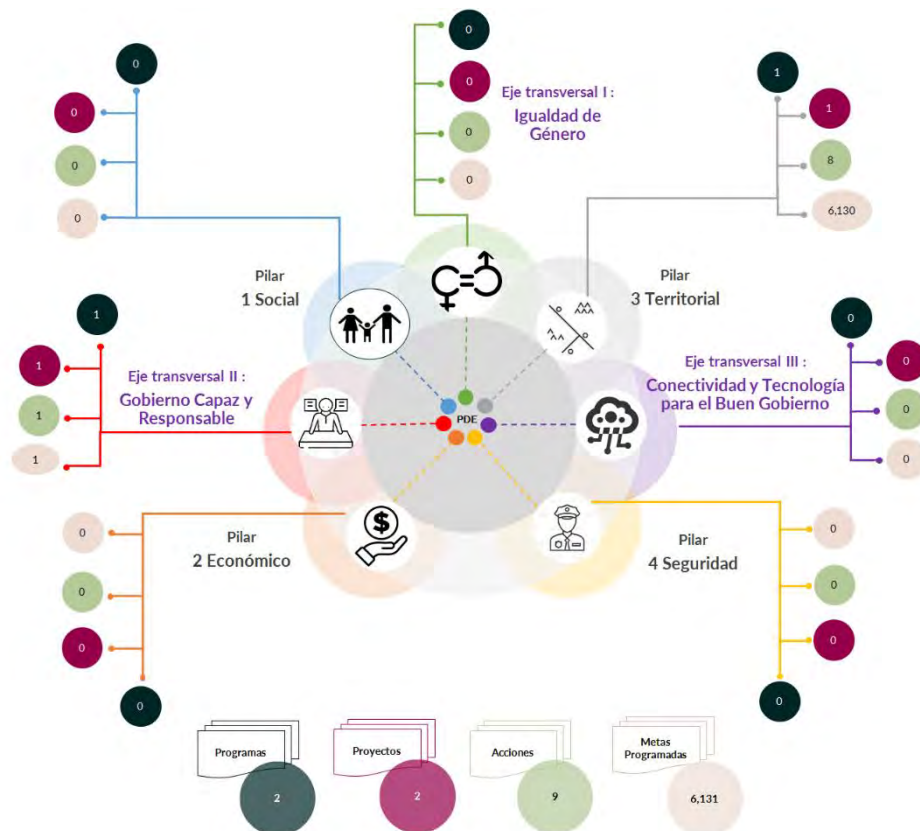 0
0
0
0
0
0
0
0
Eje transversal I :
Igualdad de
Género
1
1
8
6,130
Pilar
1 Social
Pilar
3 Territorial
1
1
1
1
Eje transversal II :
Gobierno Capaz y
Responsable
PDE
Eje transversal III :
Conectividad y Tecnología
para el Buen Gobierno
0
0
0
0
0
0
0
0
Pilar
2 Económico
$
Pilar
4 Seguridad
0
0
0
0
Programas
2
Proyectos
2
Acciones
9
Metas
Programadas
6,131